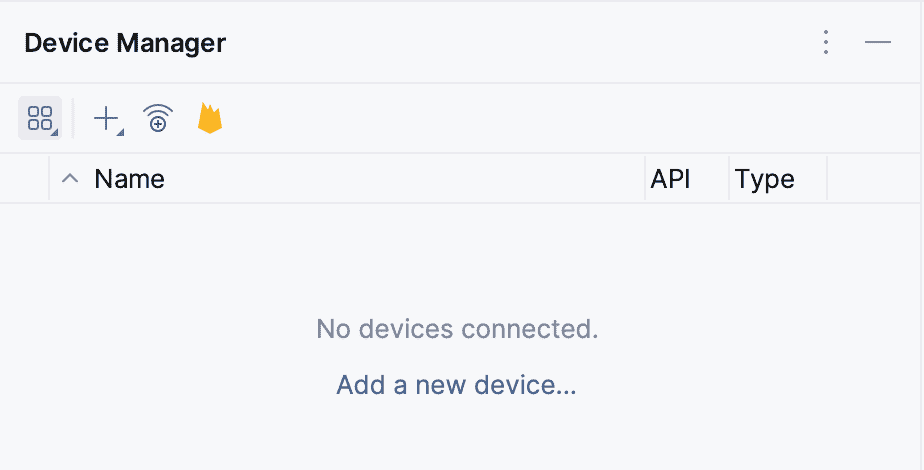 Device Manager
Name API Type
No devices connected.
Add a new device...